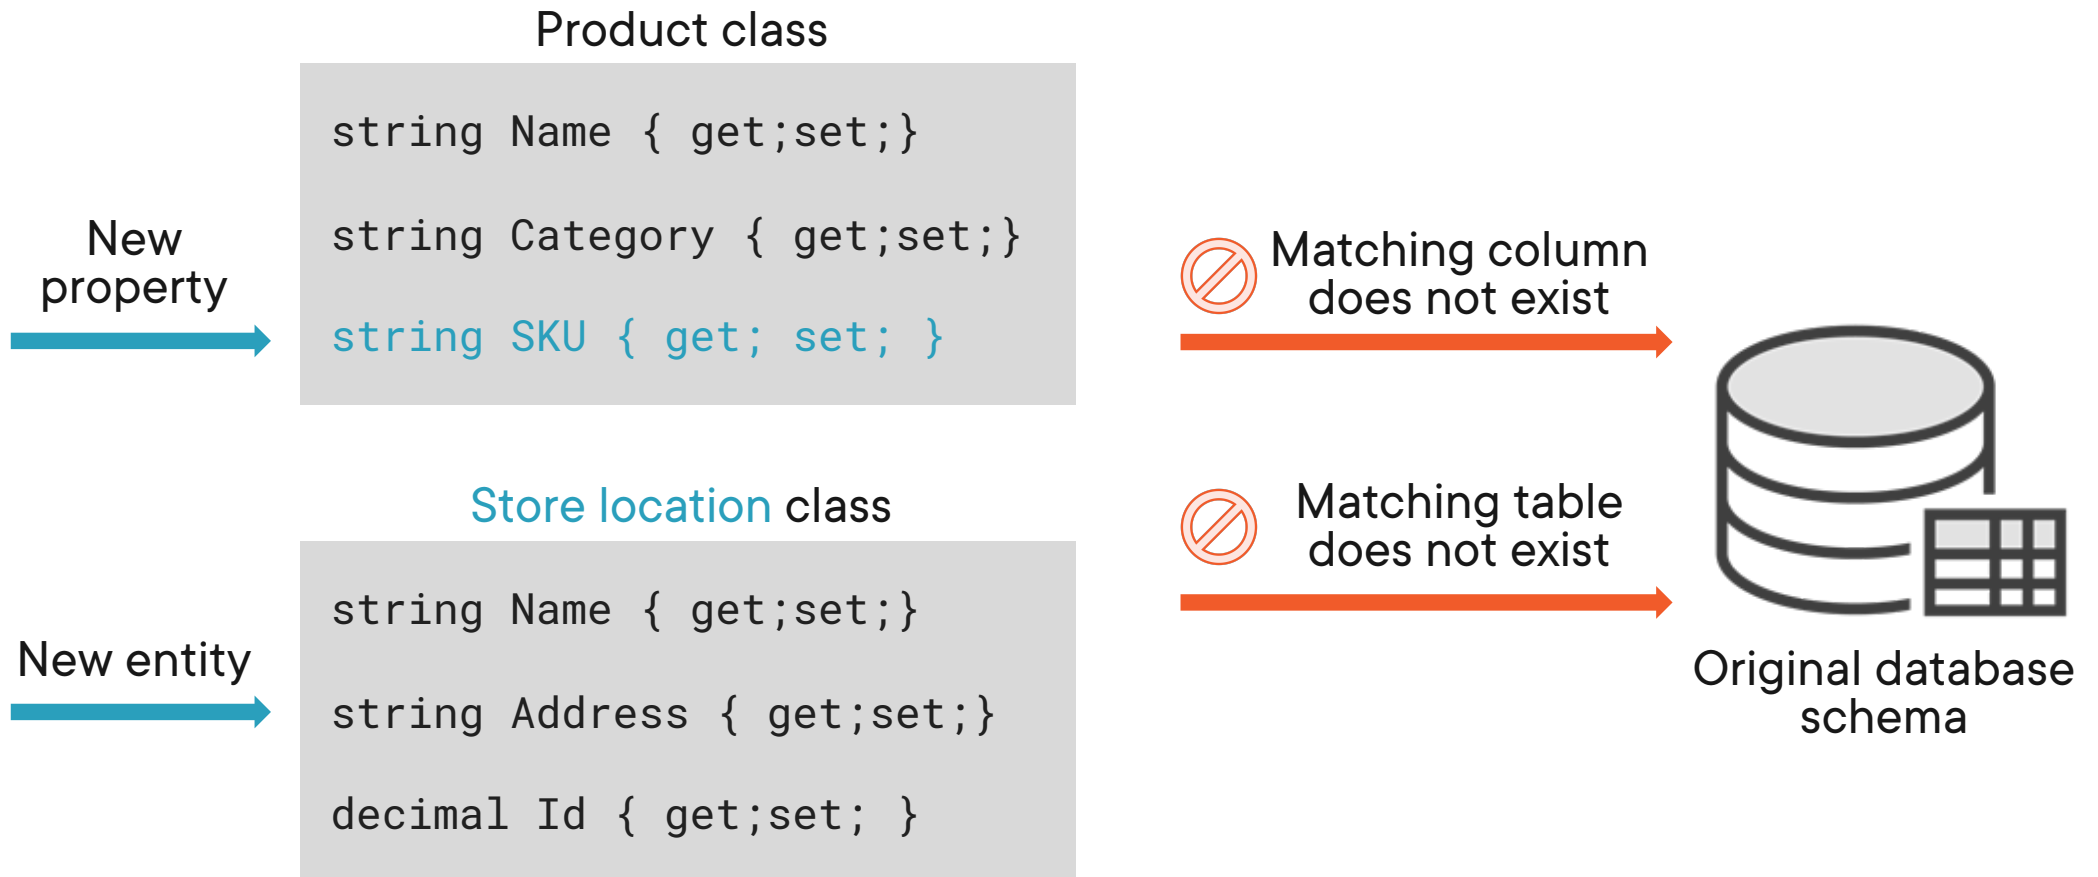 Product class
string Name { get;set;}
string Category { get;set;}
string SKU { get; set; }
New
property
Matching column
does not exist
Store location class
string Name { get;set;}
string Address { get;set;}
decimal Id { get;set; }
New entity
Matching table
does not exist
Original database
schema